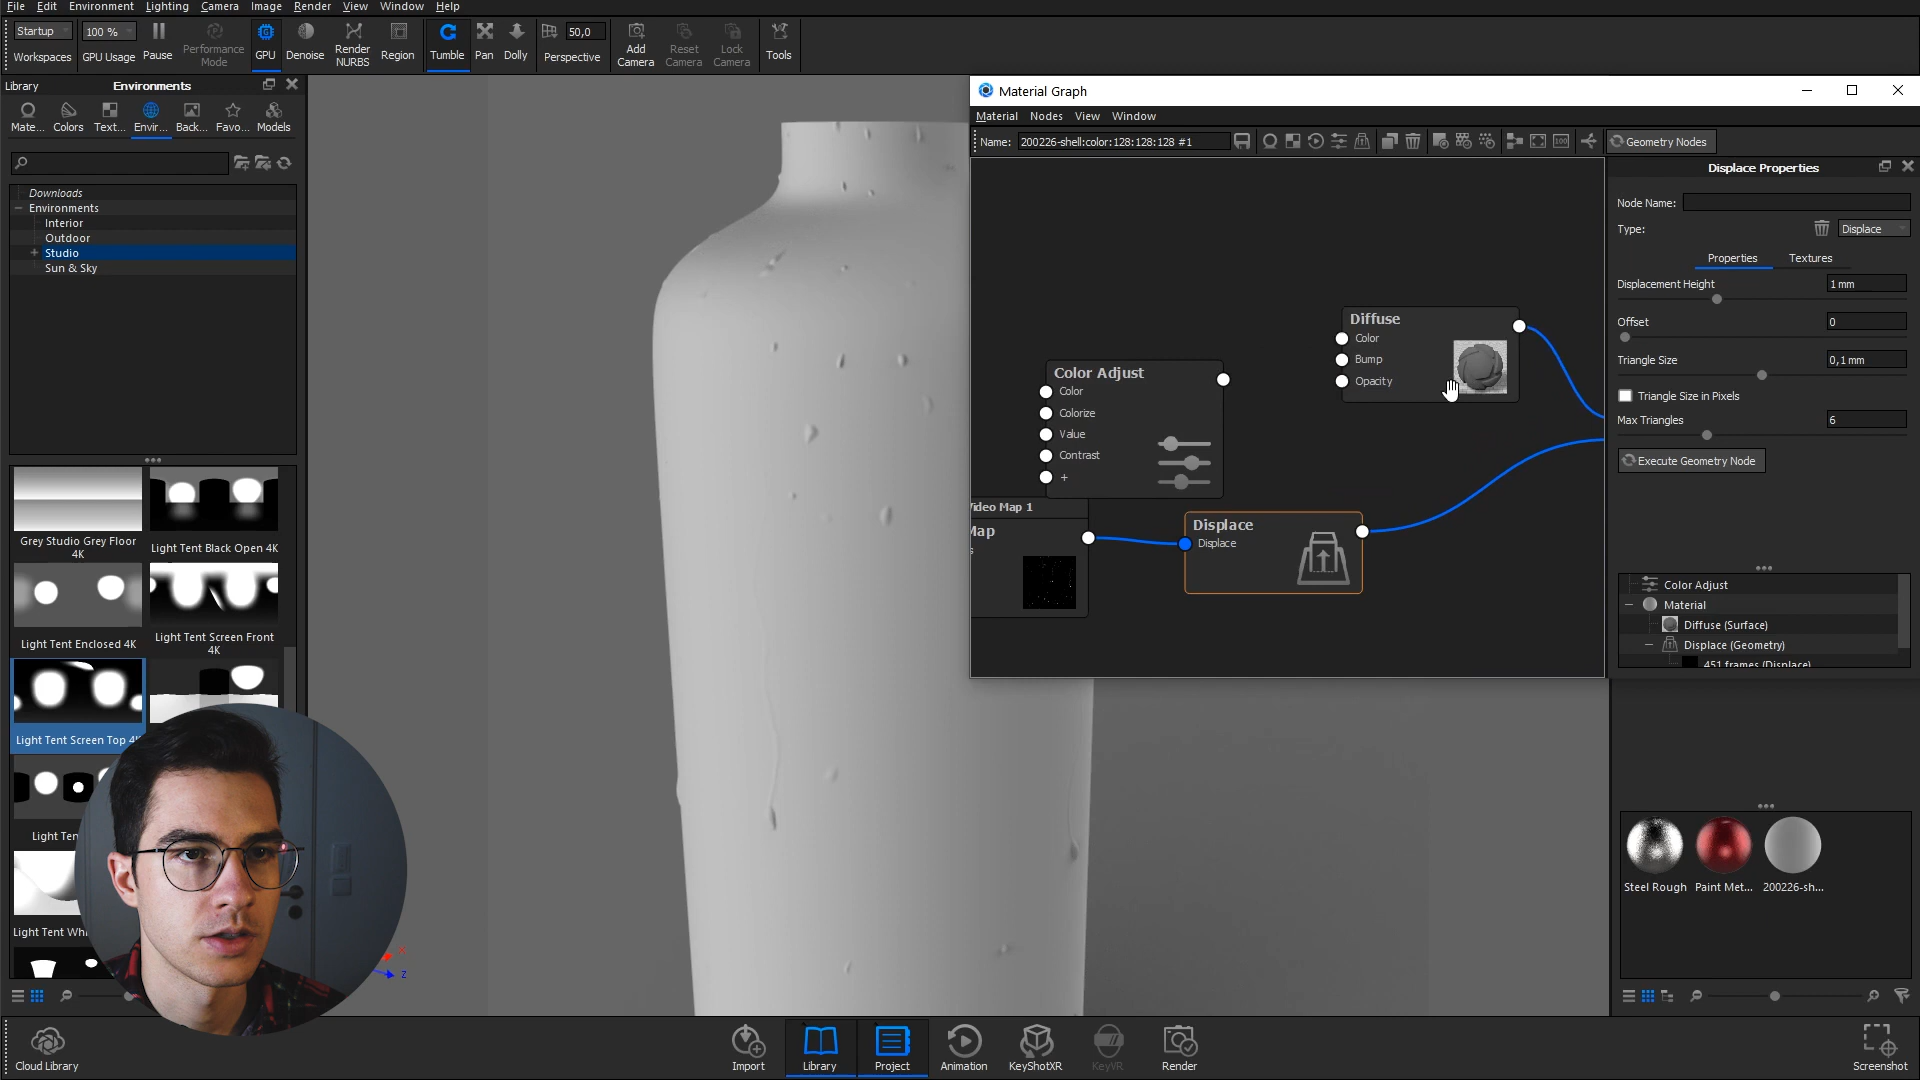 File Edit Environment Lighting Camera Image Render View Window Help
Startup 100 % 50,0
Workspaces GPU Usage Pause Performance Mode GPU Denoise Render NURBS Region Tumble Pan Dolly Perspective Add Camera Reset Camera Lock Camera Tools
Library Environments
Mate... Colors Text... Envir... Back... Favo... Models
Downloads
Environments
Interior
Outdoor
Studio
Sun & Sky
Grey Studio Grey Floor 4K
Light Tent Black Open 4K
Light Tent Enclosed 4K
Light Tent Screen Front 4K
Light Tent Screen Top 4K
Light Ten
Light Tent Whi
Material Graph
Material Nodes View Window
Name: 200226-shell:color:128:128:128 #1
Geometry Nodes
Diffuse
Color
Bump
Opacity
Color Adjust
Color
Colorize
Value
Contrast
+
Video Map 1
Map
s
Displace
Displace
Displace Properties
Node Name:
Type: Displace
Properties Textures
Displacement Height 1 mm
Offset 0
Triangle Size 0,1 mm
Triangle Size in Pixels
Max Triangles 6
Execute Geometry Node
Color Adjust
Material
Diffuse (Surface)
Displace (Geometry)
451 frames (Displace)
Steel Rough Paint Met... 200226-sh...
X
Z
Cloud Library Import Library Project Animation KeyShotXR KeyVR Render Screenshot